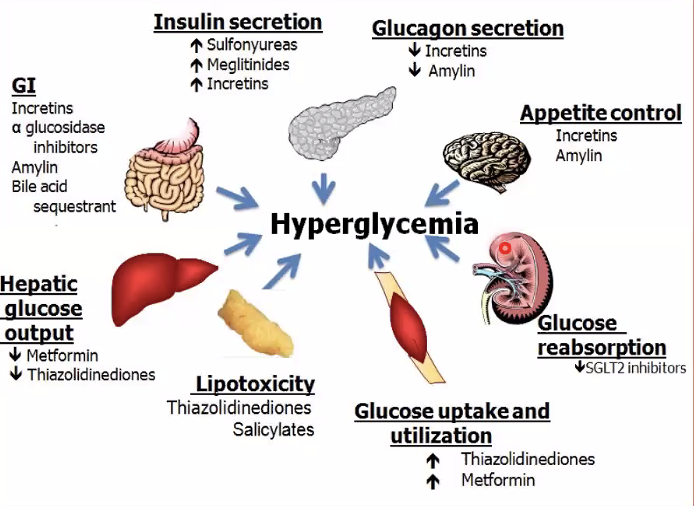 Insulin secretion
↑ Sulfonyureas
↑ Meglitinides
↑ Incretins
Glucagon secretion
↓ Incretins
↓ Amylin
GI
Incretins
α glucosidase
inhibitors
Amylin
Bile acid
sequestrant
Appetite control
Incretins
Amylin
Hyperglycemia
Hepatic
glucose
output
↓ Metformin
↓ Thiazolidinediones
Lipotoxicity
Thiazolidinediones
Salicylates
Glucose uptake and
utilization
↑ Thiazolidinediones
↑ Metformin
Glucose
reabsorption
↓SGLT2 inhibitors